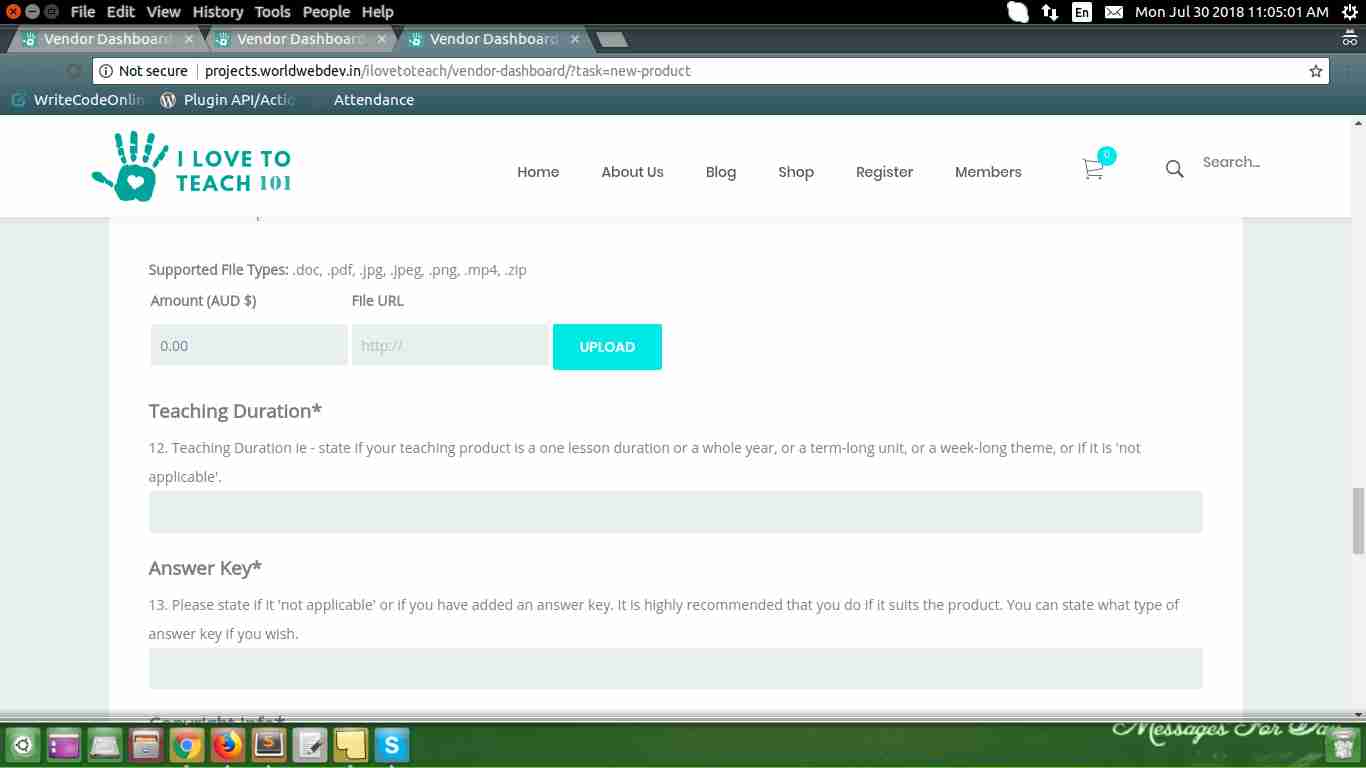 File Edit View History Tools People Help
En
Mon Jul 30 2018 11:05:01 AM
Vendor Dashboard
Vendor Dashboard
Vendor Dashboard
Not secure projects.worldwebdev.in/ilovetoteach/vendor-dashboard/?task=new-product
WriteCodeOnlin Plugin API/Actio Attendance
I LOVE TO
TEACH 101
Home About Us Blog Shop Register Members 0 Search...
Supported File Types: .doc, .pdf, .jpg, .jpeg, .png, .mp4, .zip
Amount (AUD $) File URL
0.00 http:// UPLOAD
Teaching Duration*
12. Teaching Duration ie - state if your teaching product is a one lesson duration or a whole year, or a term-long unit, or a week-long theme, or if it is 'not
applicable'.
Answer Key*
13. Please state if it 'not applicable' or if you have added an answer key. It is highly recommended that you do if it suits the product. You can state what type of
answer key if you wish.
Copyright Info*
Messages For Day